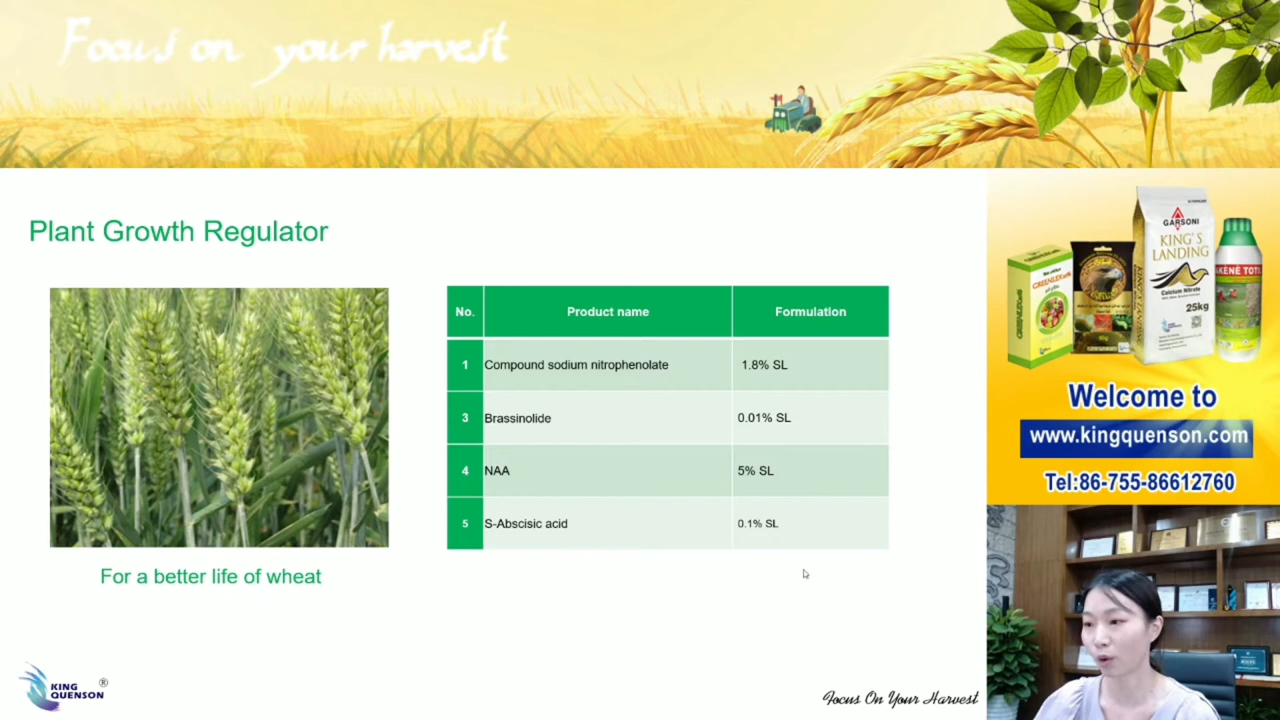 Focus on your harvest
Plant Growth Regulator
No. Product name Formulation
1 Compound sodium nitrophenolate 1.8% SL
3 Brassinolide 0.01% SL
4 NAA 5% SL
5 S-Abscisic acid 0.1% SL
For a better life of wheat
KING
QUENSON ®
Focus On Your Harvest
GARSONI
KING'S
LANDING
Calcium Nitrate
25kg
GREENLEX
Welcome to
www.kingquenson.com
Tel:86-755-86612760